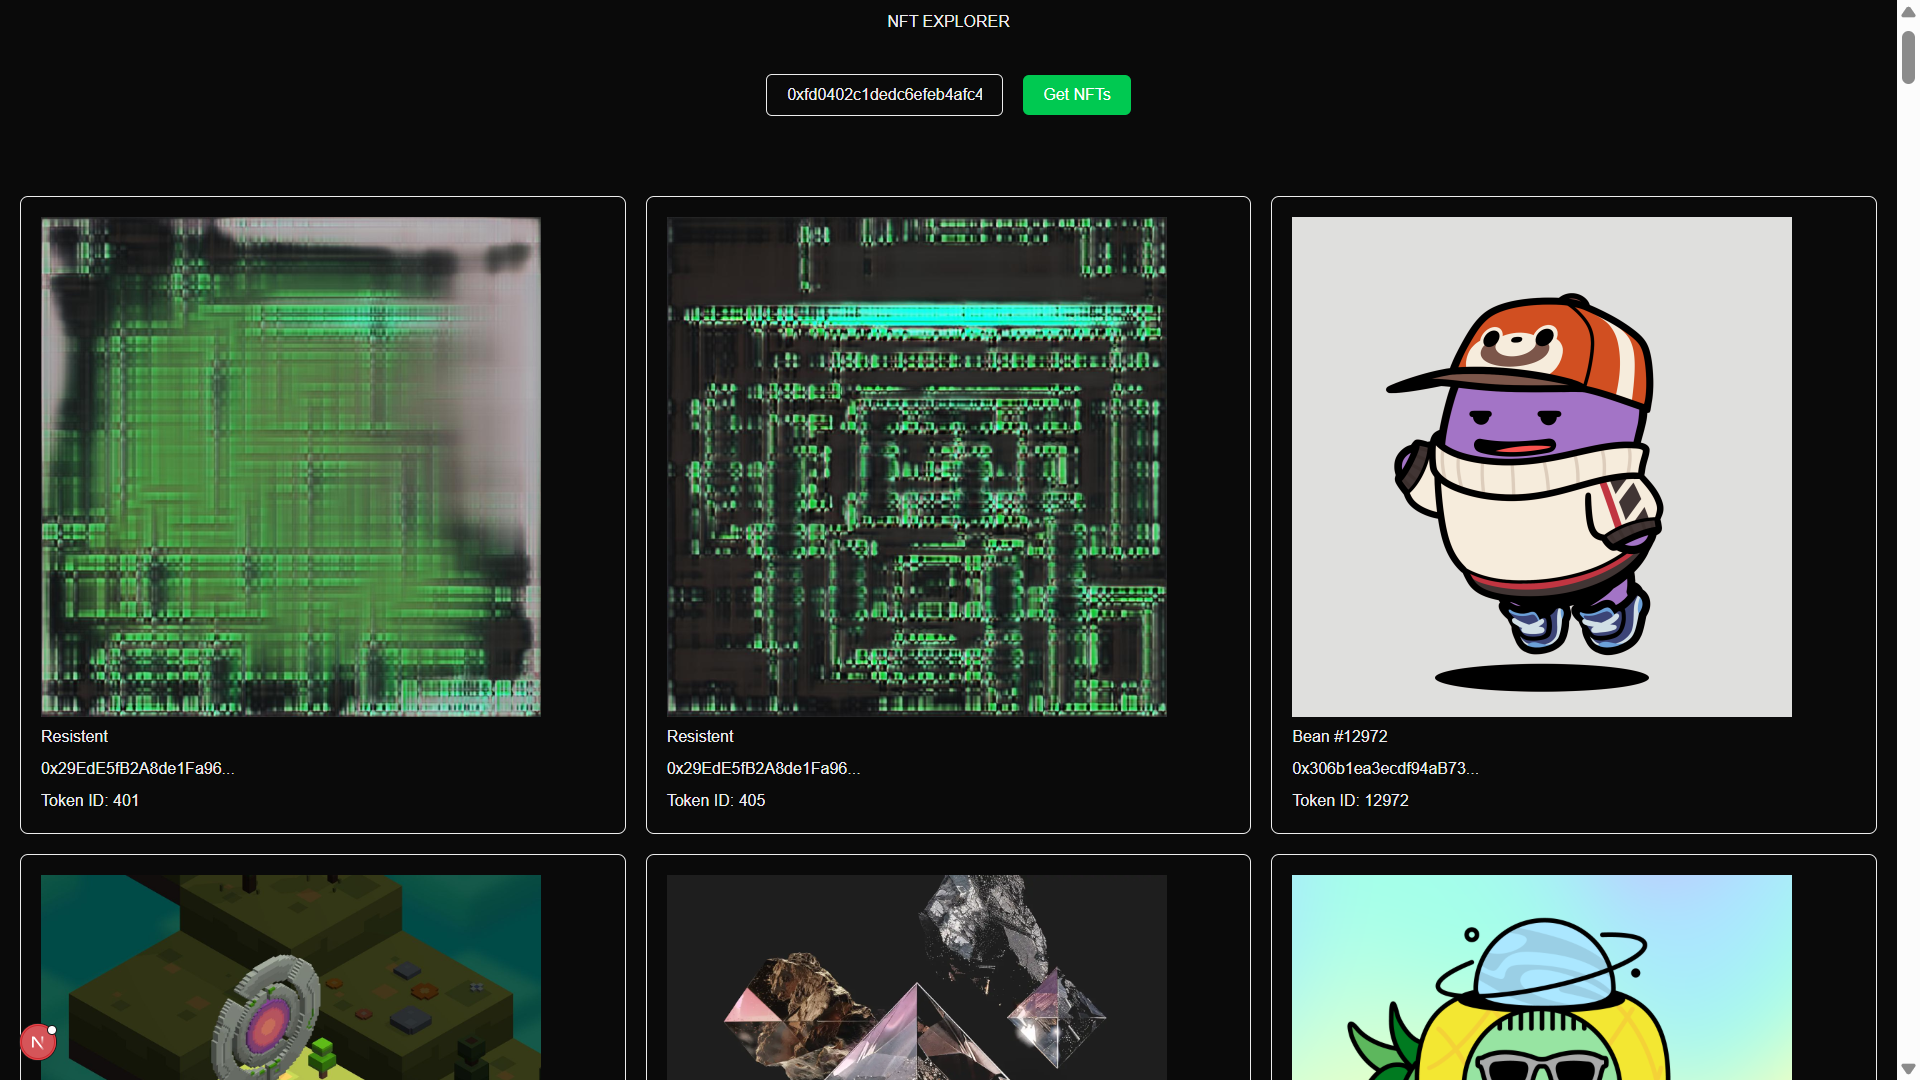 NFT EXPLORER
0xfd0402c1dedc6efeb4afc4
Get NFTs
Resistent
0x29EdE5fB2A8de1Fa96...
Token ID: 401
Resistent
0x29EdE5fB2A8de1Fa96...
Token ID: 405
Bean #12972
0x306b1ea3ecdf94aB73...
Token ID: 12972
N